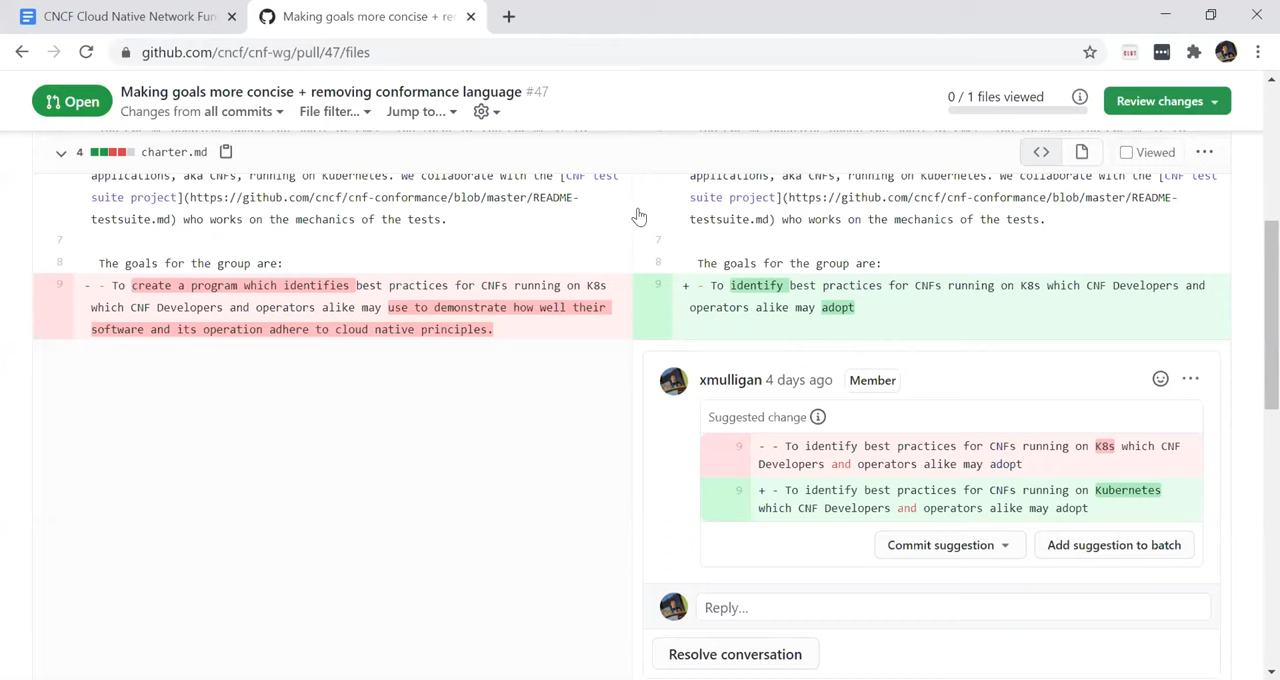 CNCF Cloud Native Network Fun
Making goals more concise + re
github.com/cncf/cnf-wg/pull/47/files
Open
Making goals more concise + removing conformance language #47
Changes from all commits
File filter...
Jump to...
0 / 1 files viewed
Review changes
4
charter.md
Viewed
applications, aka CNFs, running on Kubernetes. We collaborate with the [CNF test
suite project](https://github.com/cncf/cnf-conformance/blob/master/README-
testsuite.md) who works on the mechanics of the tests.
7
8 The goals for the group are:
9 - - To create a program which identifies best practices for CNFs running on K8s
which CNF Developers and operators alike may use to demonstrate how well their
software and its operation adhere to cloud native principles.
applications, aka CNFs, running on Kubernetes. We collaborate with the [CNF test
suite project](https://github.com/cncf/cnf-conformance/blob/master/README-
testsuite.md) who works on the mechanics of the tests.
7
8 The goals for the group are:
9 + - To identify best practices for CNFs running on K8s which CNF Developers and
operators alike may adopt
xmulligan 4 days ago
Member
Suggested change
9 - - To identify best practices for CNFs running on K8s which CNF
Developers and operators alike may adopt
9 + - To identify best practices for CNFs running on Kubernetes
which CNF Developers and operators alike may adopt
Commit suggestion
Add suggestion to batch
Reply...
Resolve conversation